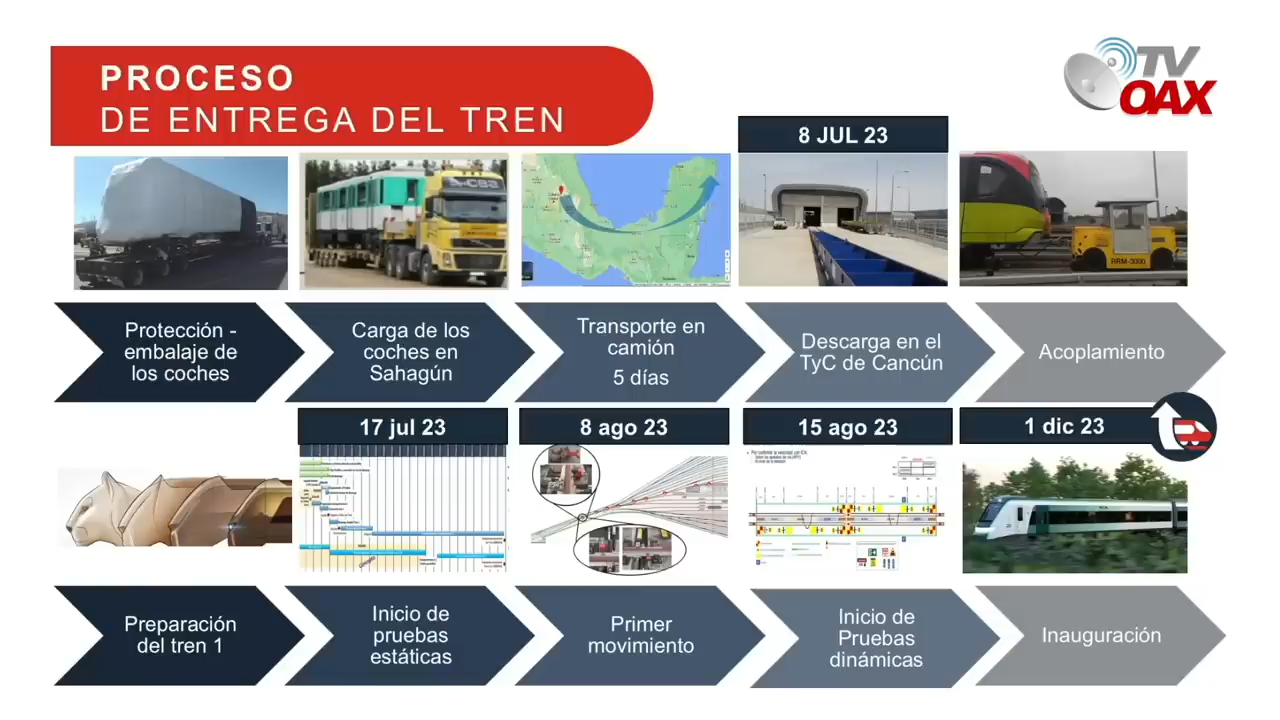 PROCESO
DE ENTREGA DEL TREN
TV
OAX
8 JUL 23
CBA
RRM-3000
Protección -
embalaje de
los coches
Carga de los
coches en
Sahagún
Transporte en
camión
5 días
Descarga en el
TyC de Cancún
Acoplamiento
17 jul 23
8 ago 23
15 ago 23
1 dic 23
Preparación
del tren 1
Inicio de
pruebas
estáticas
Primer
movimiento
Inicio de
Pruebas
dinámicas
Inauguración